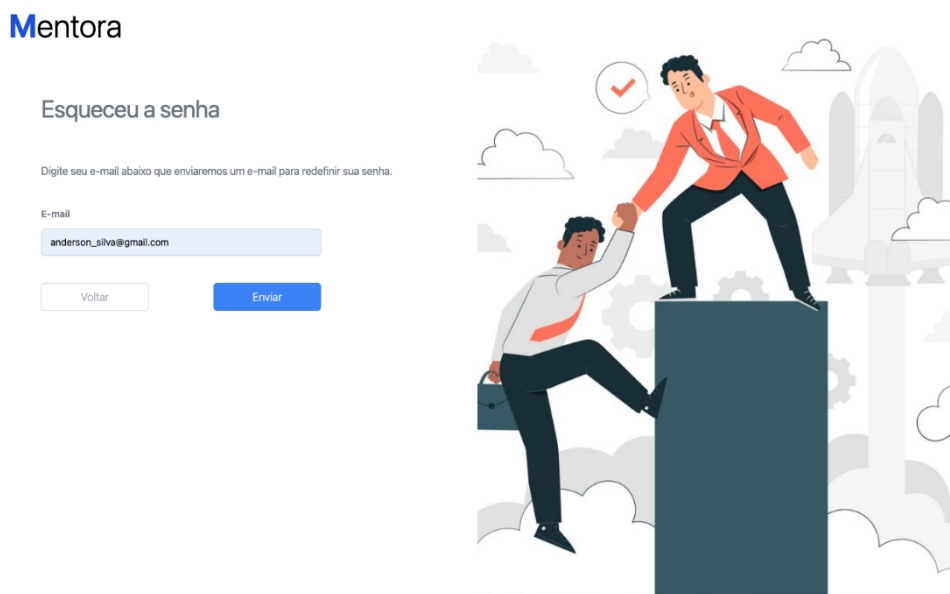 Mentora
Esqueceu a senha
Digite seu e-mail abaixo que enviaremos um e-mail para redefinir sua senha.
E-mail
anderson_silva@gmail.com
Voltar
Enviar